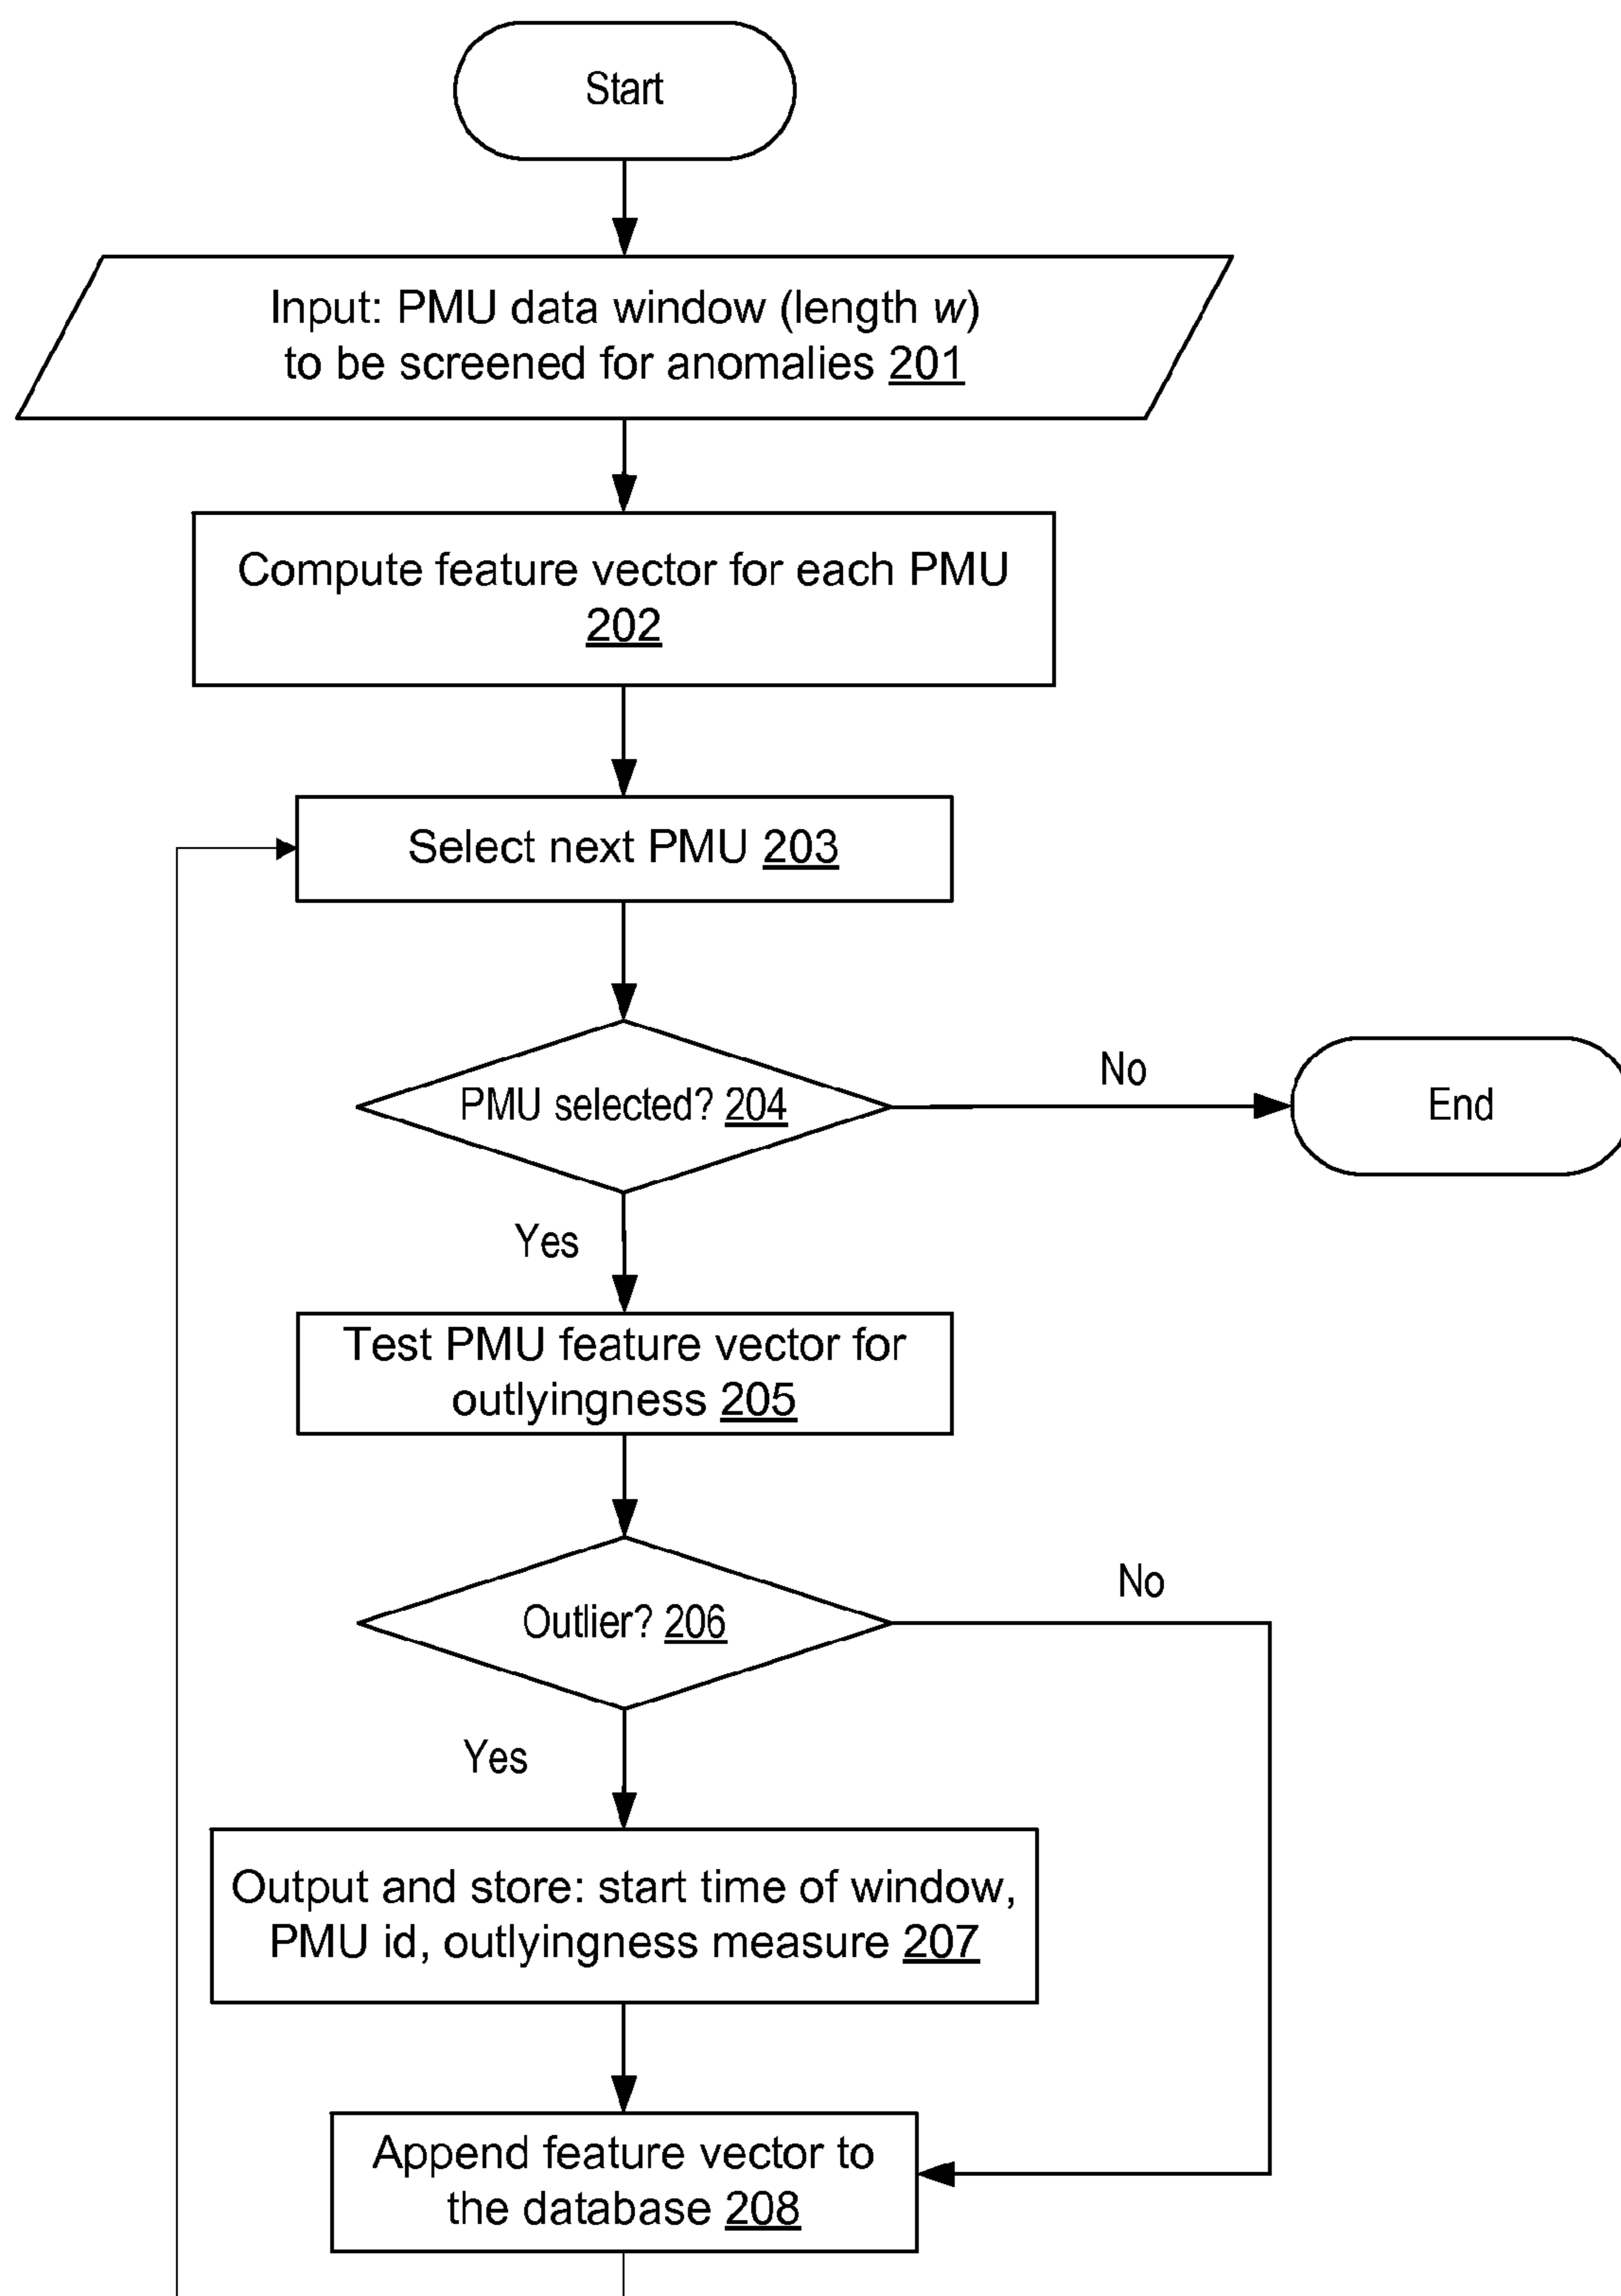 Start
Input: PMU data window (length w)
to be screened for anomalies 201
Compute feature vector for each PMU
202
Select next PMU 203
PMU selected? 204
No
End
Yes
Test PMU feature vector for
outlyingness 205
Outlier? 206
No
Yes
Output and store: start time of window,
PMU id, outlyingness measure 207
Append feature vector to
the database 208